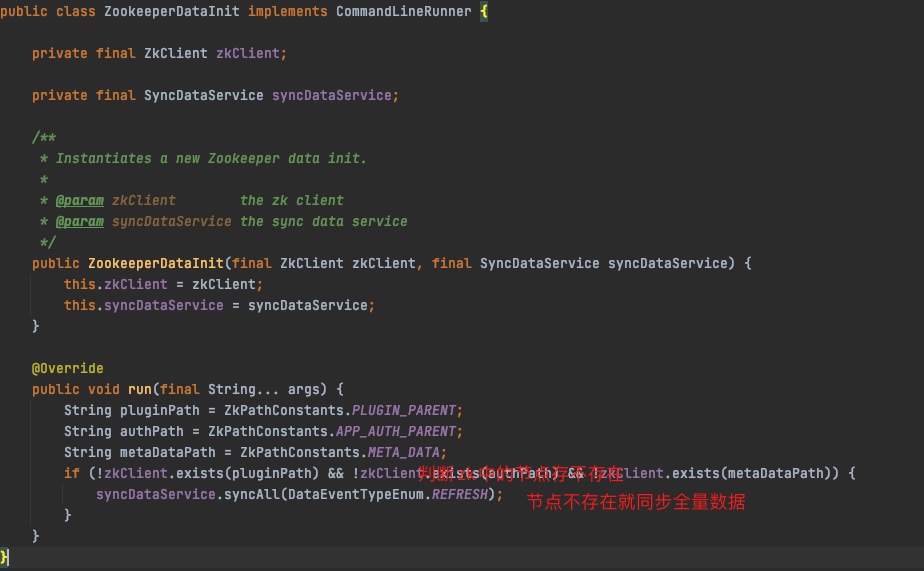 public class ZookeeperDataInit implements CommandLineRunner {
private final ZkClient zkClient;
private final SyncDataService syncDataService;
/**
* Instantiates a new Zookeeper data init.
*
* @param zkClient the zk client
* @param syncDataService the sync data service
*/
public ZookeeperDataInit(final ZkClient zkClient, final SyncDataService syncDataService) {
this.zkClient = zkClient;
this.syncDataService = syncDataService;
}
@Override
public void run(final String... args) {
String pluginPath = ZkPathConstants.PLUGIN_PARENT;
String authPath = ZkPathConstants.APP_AUTH_PARENT;
String metaDataPath = ZkPathConstants.META_DATA;
if (!zkClient.exists(pluginPath) && !zkClient.exists(authPath) && !zkClient.exists(metaDataPath)) {
判断zk中的节点存不存在
syncDataService.syncAll(DataEventTypeEnum.REFRESH);
节点不存在就同步全量数据
}
}
}